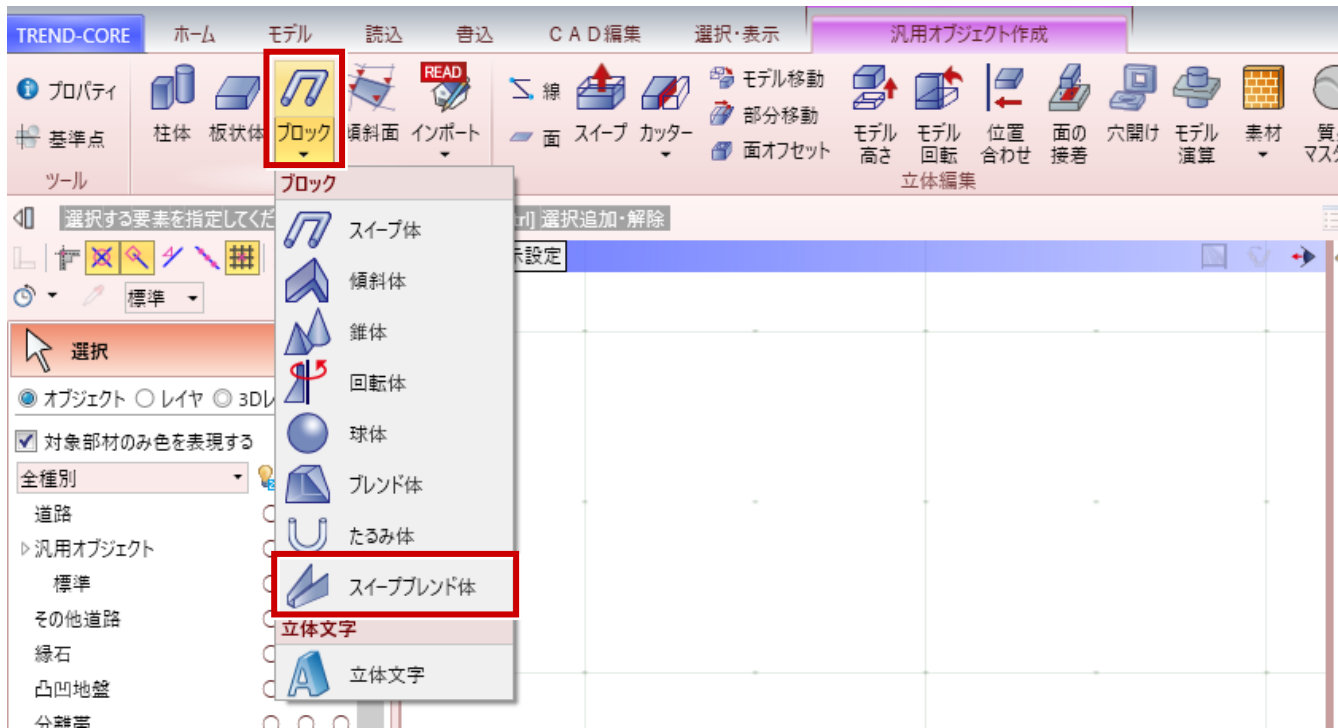 TREND-CORE ホーム モデル 読込 書込 CAD編集 選択・表示 汎用オブジェクト作成
プロパティ
基準点
ツール
柱体 板状体 ブロック 傾斜面 インポート
READ
線
面
スイープ カッター
モデル移動
部分移動
面オフセット
モデル高さ
モデル回転
位置合わせ
面の接着
穴開け
モデル演算
素材
立体編集
選択する要素を指定してくだ
選択追加・解除
示設定
標準
選択
オブジェクト レイヤ 3Dレ
対象部材のみ色を表現する
全種別
道路
汎用オブジェクト
標準
その他道路
縁石
凸凹地盤
分離帯
ブロック
スイープ体
傾斜体
錐体
回転体
球体
ブレンド体
たるみ体
スイープブレンド体
立体文字
立体文字